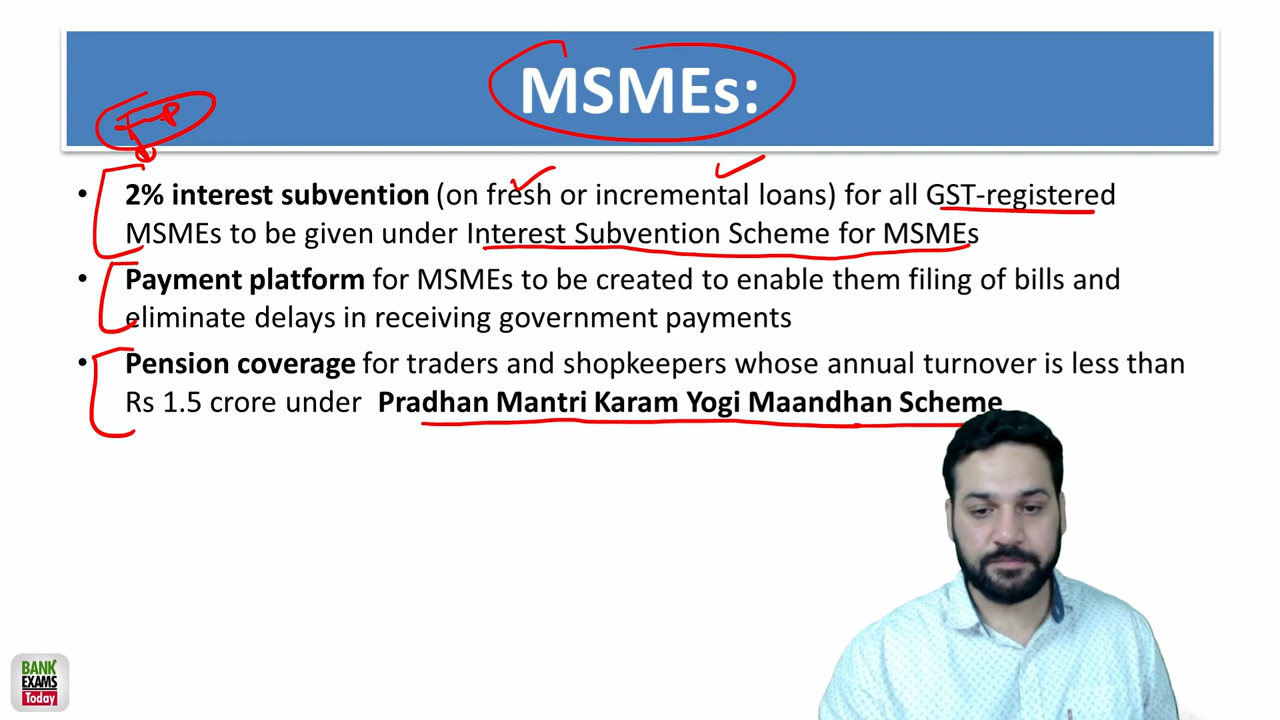 MSMEs:
Imp
• 2% interest subvention (on fresh or incremental loans) for all GST-registered
MSMEs to be given under Interest Subvention Scheme for MSMEs
• Payment platform for MSMEs to be created to enable them filing of bills and
eliminate delays in receiving government payments
• Pension coverage for traders and shopkeepers whose annual turnover is less than
Rs 1.5 crore under Pradhan Mantri Karam Yogi Maandhan Scheme
BANK
EXAMS
Today